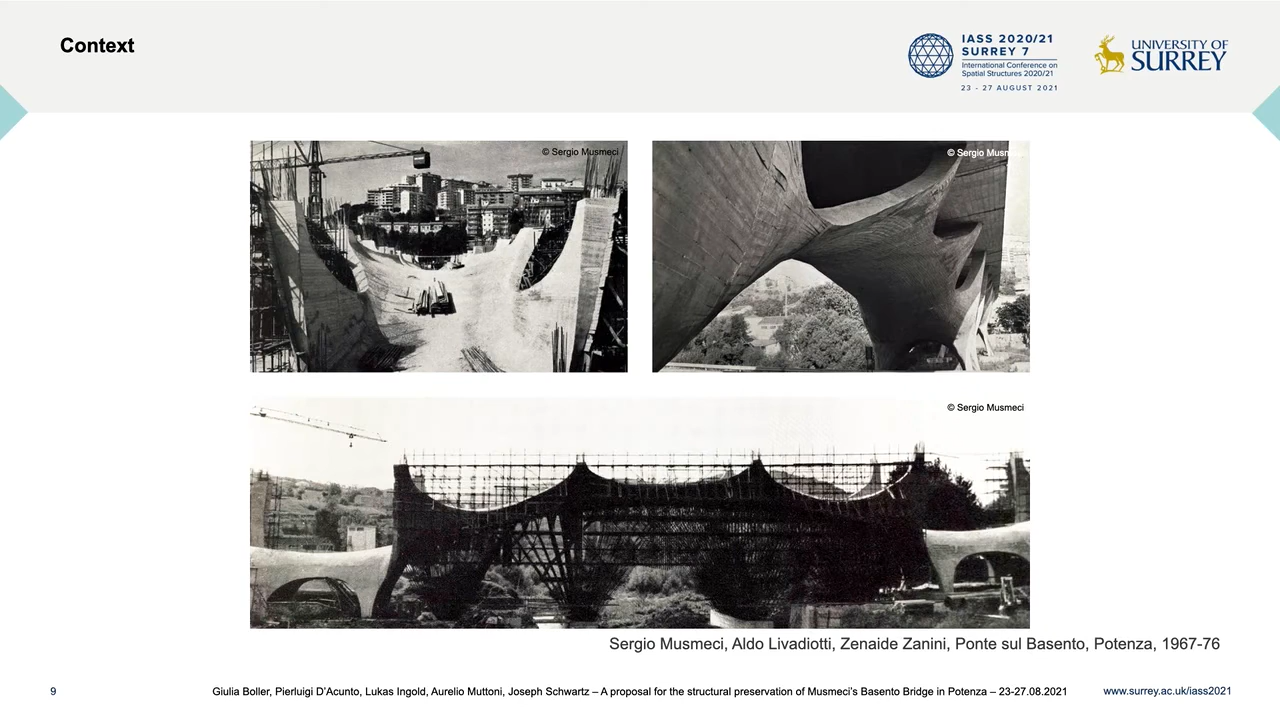 Context
IASS 2020/21
SURREY 7
International Conference on
Spatial Structures 2020/21
23 - 27 AUGUST 2021
UNIVERSITY OF
SURREY
© Sergio Musmeci
© Sergio Musmeci
© Sergio Musmeci
Sergio Musmeci, Aldo Livadiotti, Zenaide Zanini, Ponte sul Basento, Potenza, 1967-76
9
Giulia Boller, Pierluigi D'Acunto, Lukas Ingold, Aurelio Muttoni, Joseph Schwartz – A proposal for the structural preservation of Musmeci's Basento Bridge in Potenza – 23-27.08.2021
www.surrey.ac.uk/iass2021